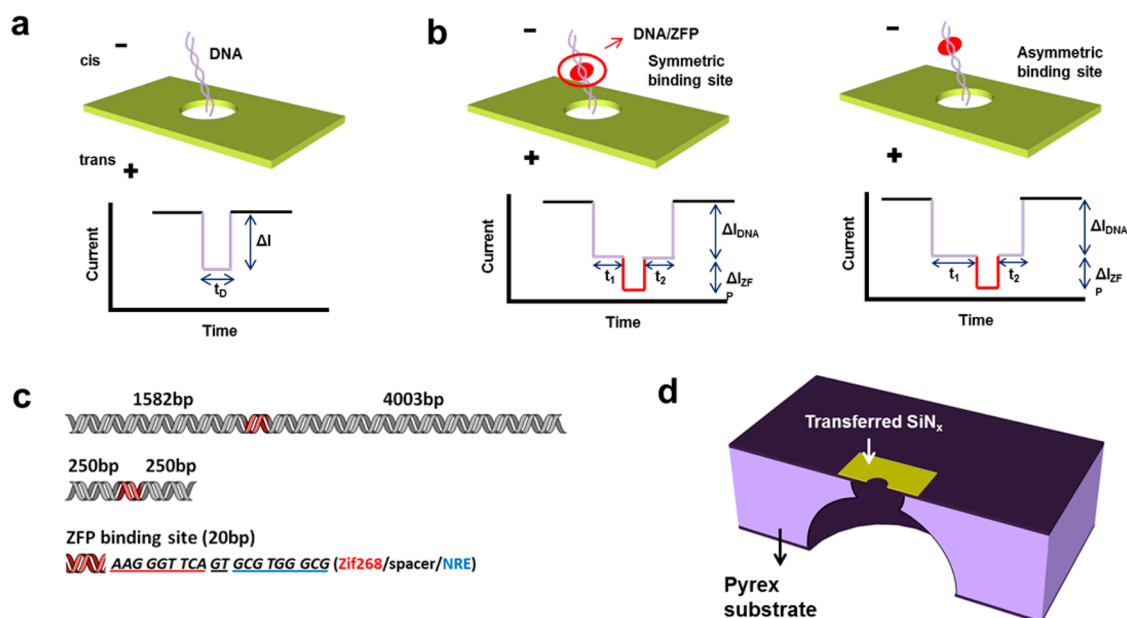 a
cis
−
DNA
trans
+
Current
ΔI
tD
Time
b
−
DNA/ZFP
Symmetric
binding site
+
Current
ΔIDNA
t1
t2
ΔIZF
P
Time
−
Asymmetric
binding site
+
Current
ΔIDNA
t1
t2
ΔIZF
P
Time
c
1582bp 4003bp
250bp 250bp
ZFP binding site (20bp)
AAG GGT TCA GT GCG TGG GCG (Zif268/spacer/NRE)
d
Transferred SiNx
Pyrex
substrate